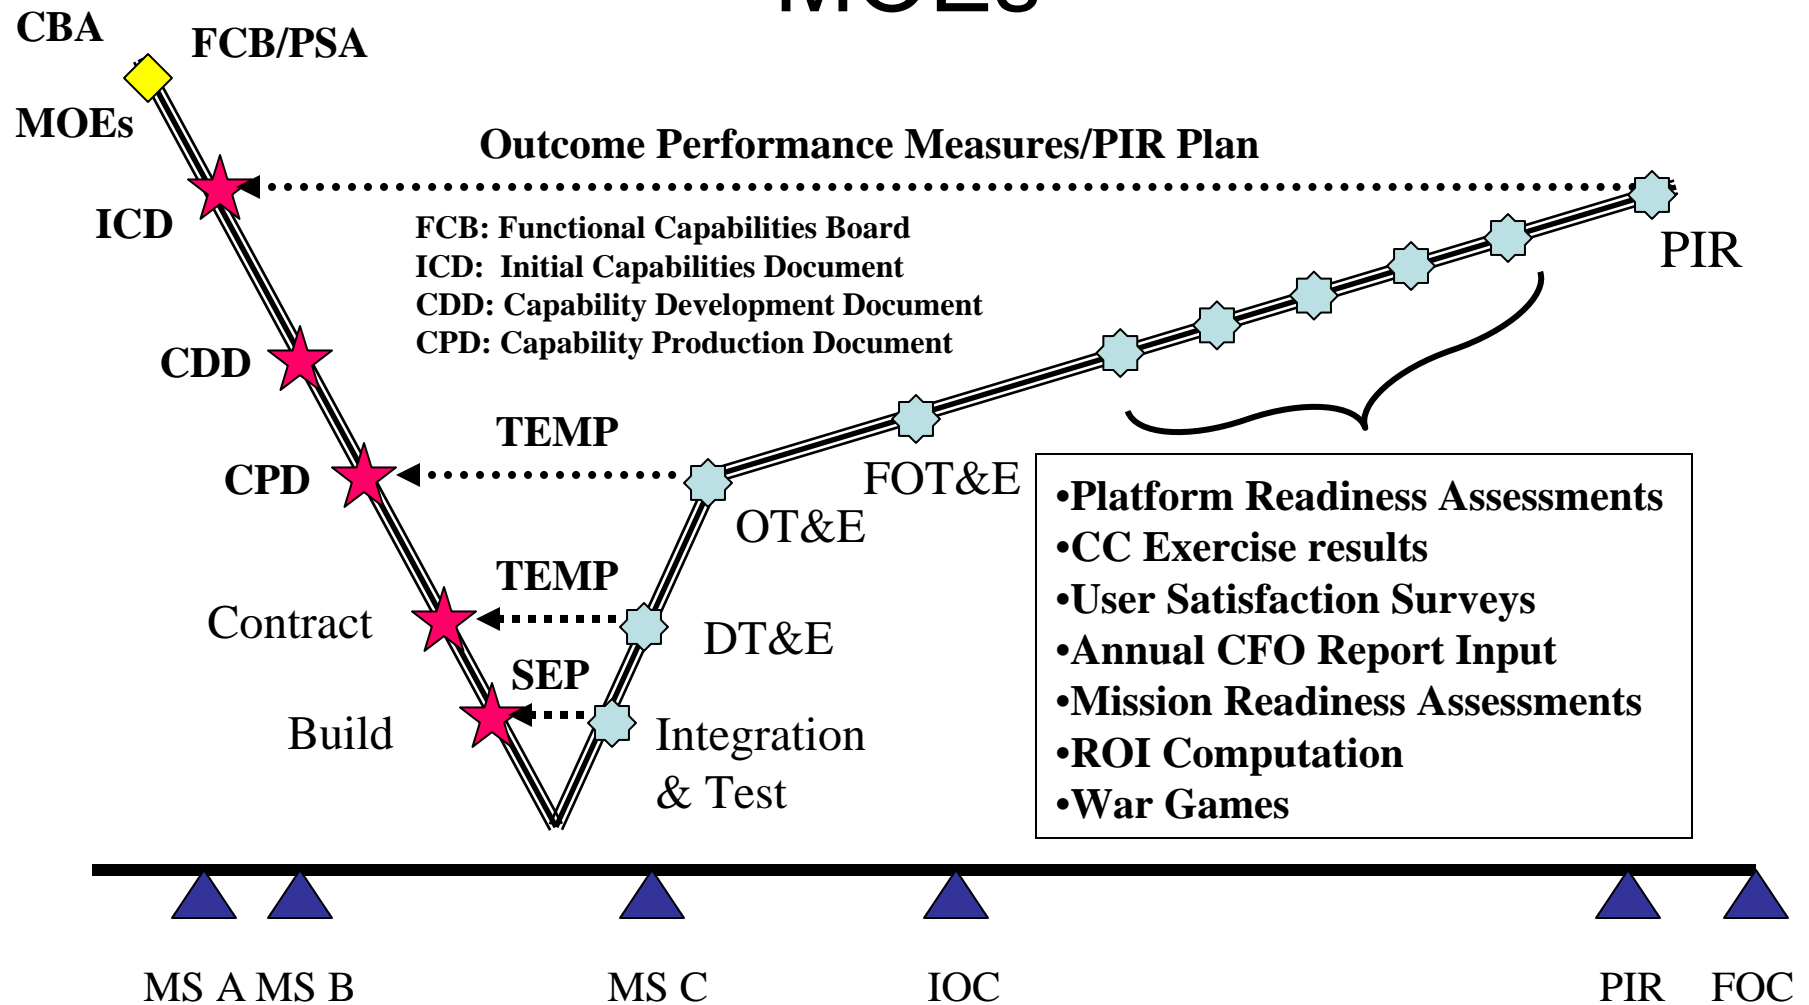 MOEs
CBA
FCB/PSA
MOEs
Outcome Performance Measures/PIR Plan
ICD
FCB: Functional Capabilities Board
ICD: Initial Capabilities Document
CDD: Capability Development Document
CPD: Capability Production Document
PIR
CDD
TEMP
CPD
FOT&E
OT&E
•Platform Readiness Assessments
•CC Exercise results
•User Satisfaction Surveys
•Annual CFO Report Input
•Mission Readiness Assessments
•ROI Computation
•War Games
TEMP
Contract
DT&E
SEP
Build
Integration
& Test
MS A MS B MS C IOC PIR FOC